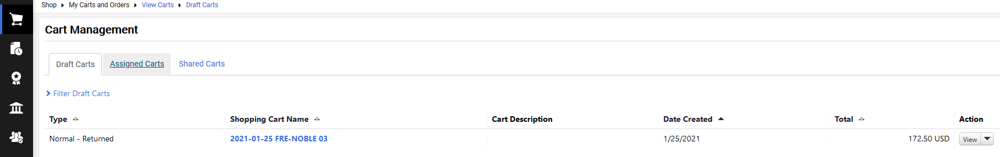 Shop My Carts and Orders View Carts Draft Carts
Cart Management
Draft Carts Assigned Carts Shared Carts
Filter Draft Carts
Type Shopping Cart Name Cart Description Date Created Total Action
Normal - Returned 2021-01-25 FRE-NOBLE 03 1/25/2021 172.50 USD View